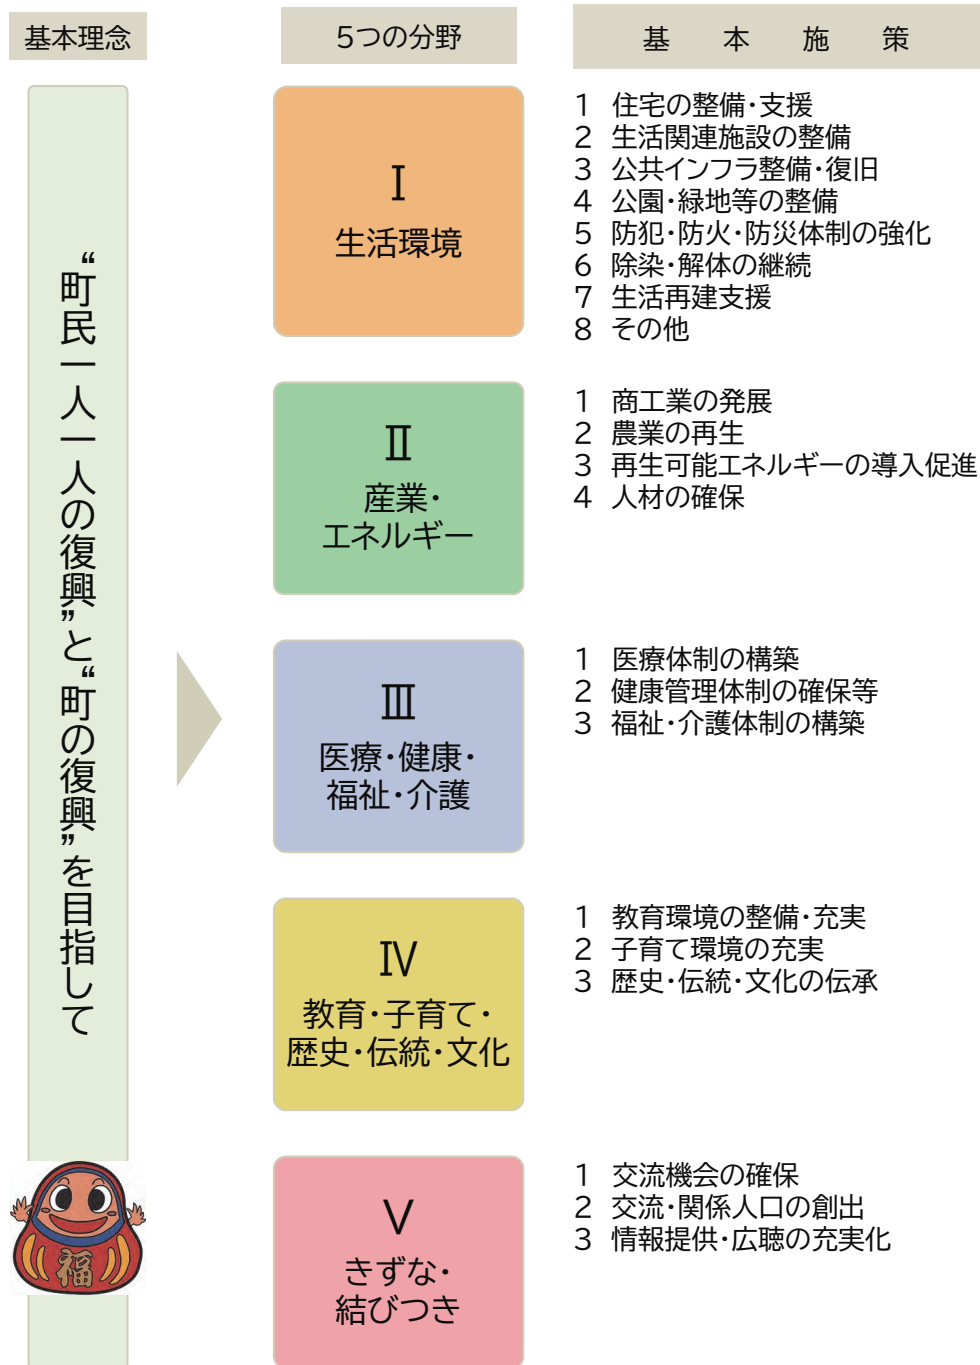 基本理念
5つの分野
基本施策
“町民一人一人の復興”と“町の復興”を目指して
福
Ⅰ
生活環境
1 住宅の整備・支援
2 生活関連施設の整備
3 公共インフラ整備・復旧
4 公園・緑地等の整備
5 防犯・防火・防災体制の強化
6 除染・解体の継続
7 生活再建支援
8 その他
Ⅱ
産業・
エネルギー
1 商工業の発展
2 農業の再生
3 再生可能エネルギーの導入促進
4 人材の確保
Ⅲ
医療・健康・
福祉・介護
1 医療体制の構築
2 健康管理体制の確保等
3 福祉・介護体制の構築
Ⅳ
教育・子育て・
歴史・伝統・文化
1 教育環境の整備・充実
2 子育て環境の充実
3 歴史・伝統・文化の伝承
Ⅴ
きずな・
結びつき
1 交流機会の確保
2 交流・関係人口の創出
3 情報提供・広聴の充実化